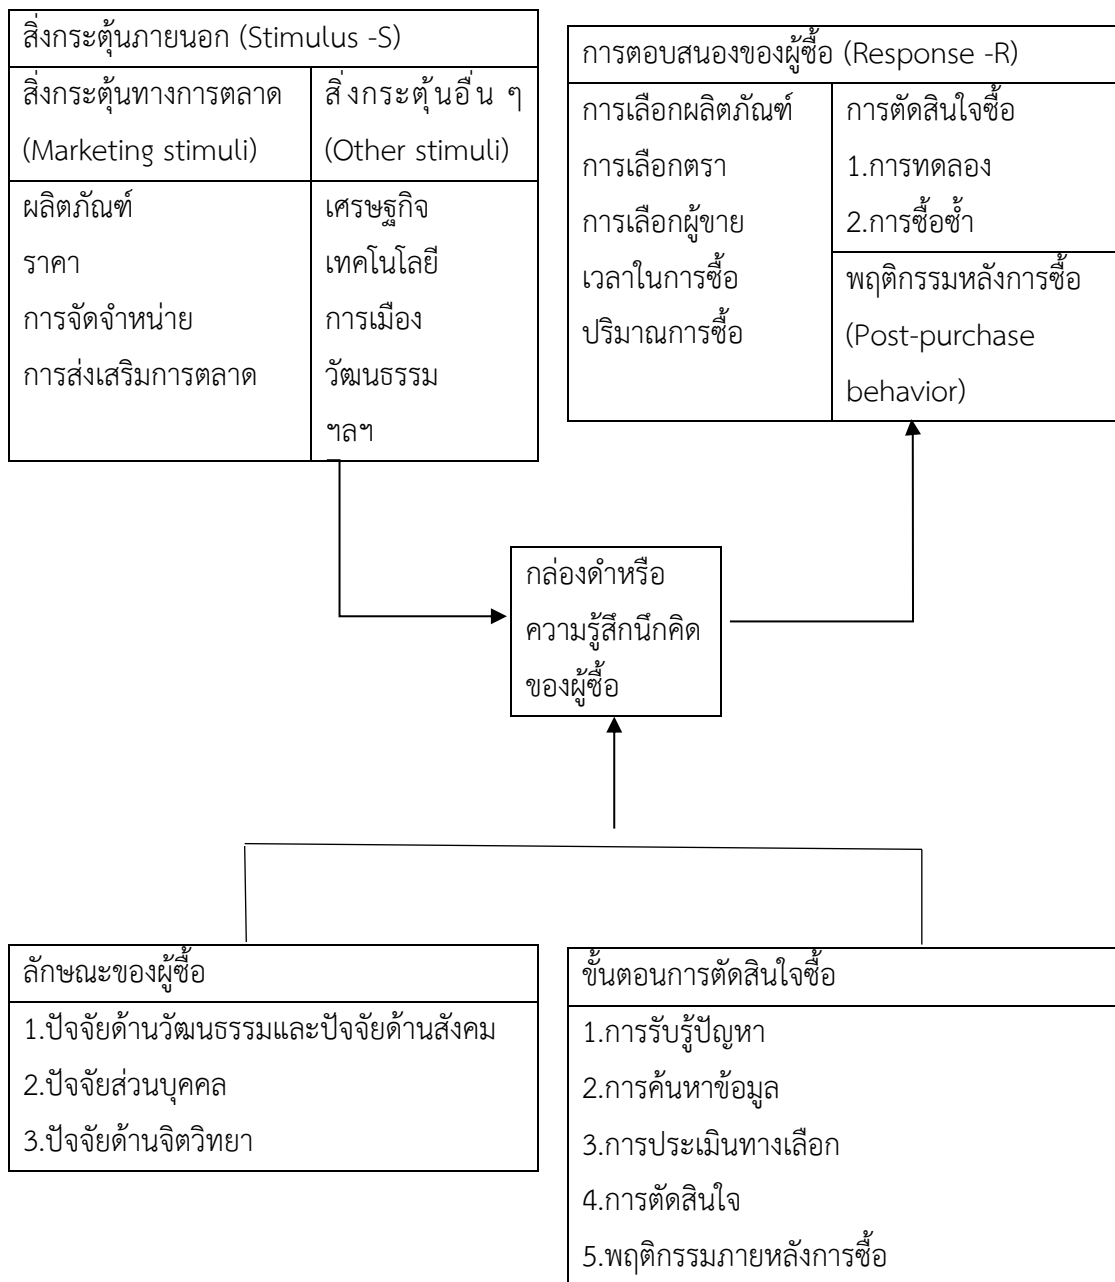 สิ่งกระตุ้นภายนอก (Stimulus -S)
สิ่งกระตุ้นทางการตลาด
(Marketing stimuli)
สิ่งกระตุ้นอื่น ๆ
(Other stimuli)
ผลิตภัณฑ์
ราคา
การจัดจำหน่าย
การส่งเสริมการตลาด
เศรษฐกิจ
เทคโนโลยี
การเมือง
วัฒนธรรม
ฯลฯ
การตอบสนองของผู้ซื้อ (Response -R)
การเลือกผลิตภัณฑ์
การเลือกตรา
การเลือกผู้ขาย
เวลาในการซื้อ
ปริมาณการซื้อ
การตัดสินใจซื้อ
1.การทดลอง
2.การซื้อซ้ำ
พฤติกรรมหลังการซื้อ
(Post-purchase
behavior)
กล่องดำหรือ
ความรู้สึกนึกคิด
ของผู้ซื้อ
ลักษณะของผู้ซื้อ
1.ปัจจัยด้านวัฒนธรรมและปัจจัยด้านสังคม
2.ปัจจัยส่วนบุคคล
3.ปัจจัยด้านจิตวิทยา
ขั้นตอนการตัดสินใจซื้อ
1.การรับรู้ปัญหา
2.การค้นหาข้อมูล
3.การประเมินทางเลือก
4.การตัดสินใจ
5.พฤติกรรมภายหลังการซื้อ